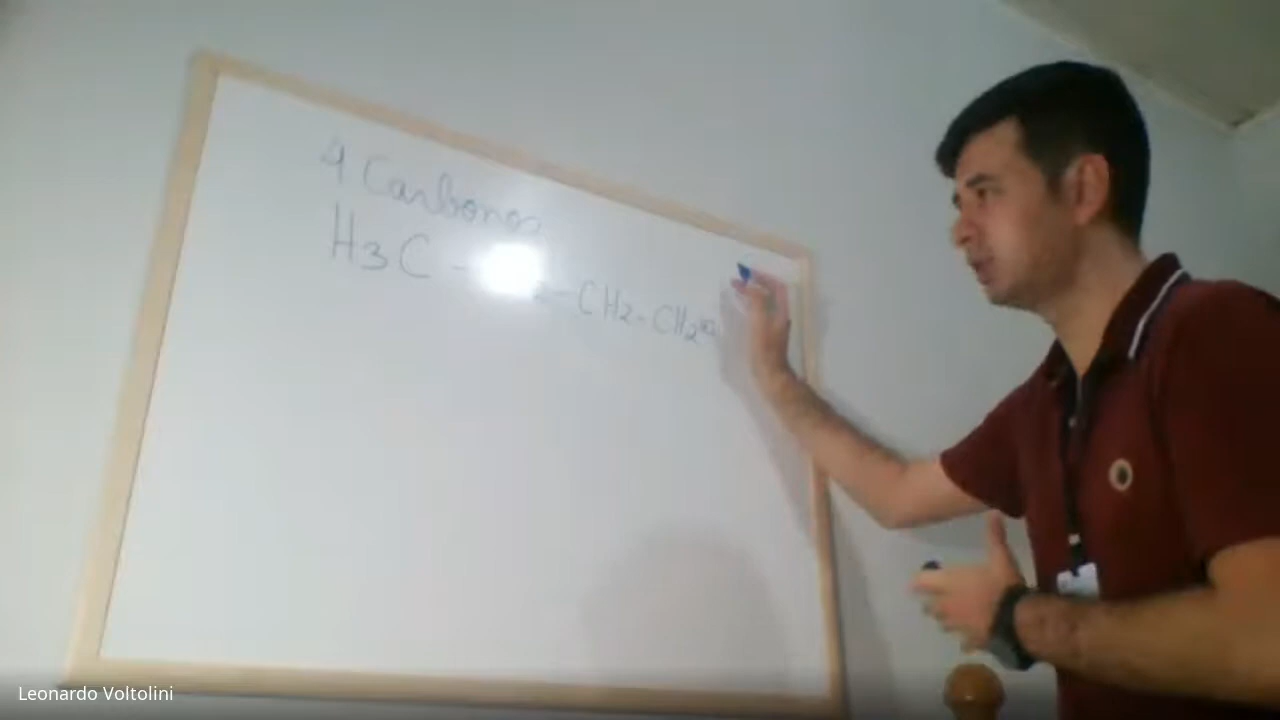 4 Carbonos
H3C - - CH2 - CH2
Leonardo Voltolini